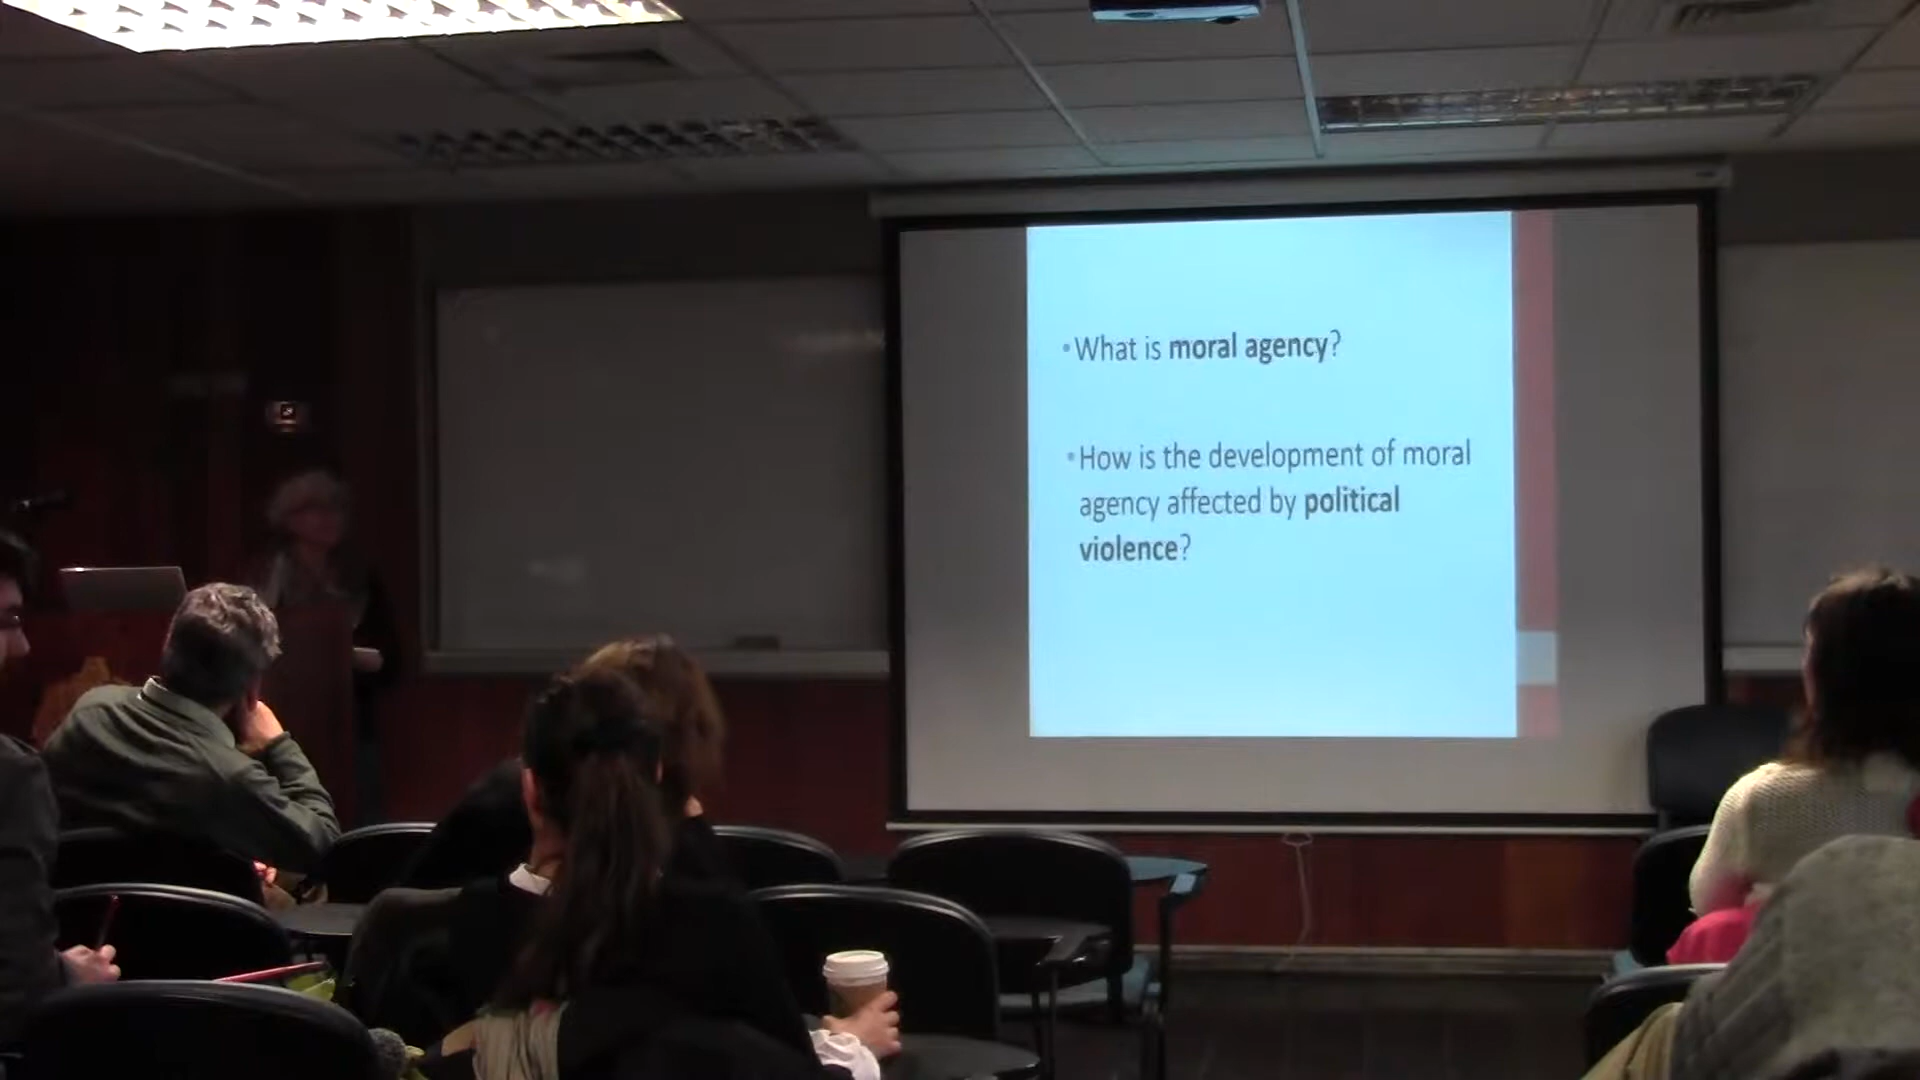 •What is moral agency?
•How is the development of moral
agency affected by political
violence?